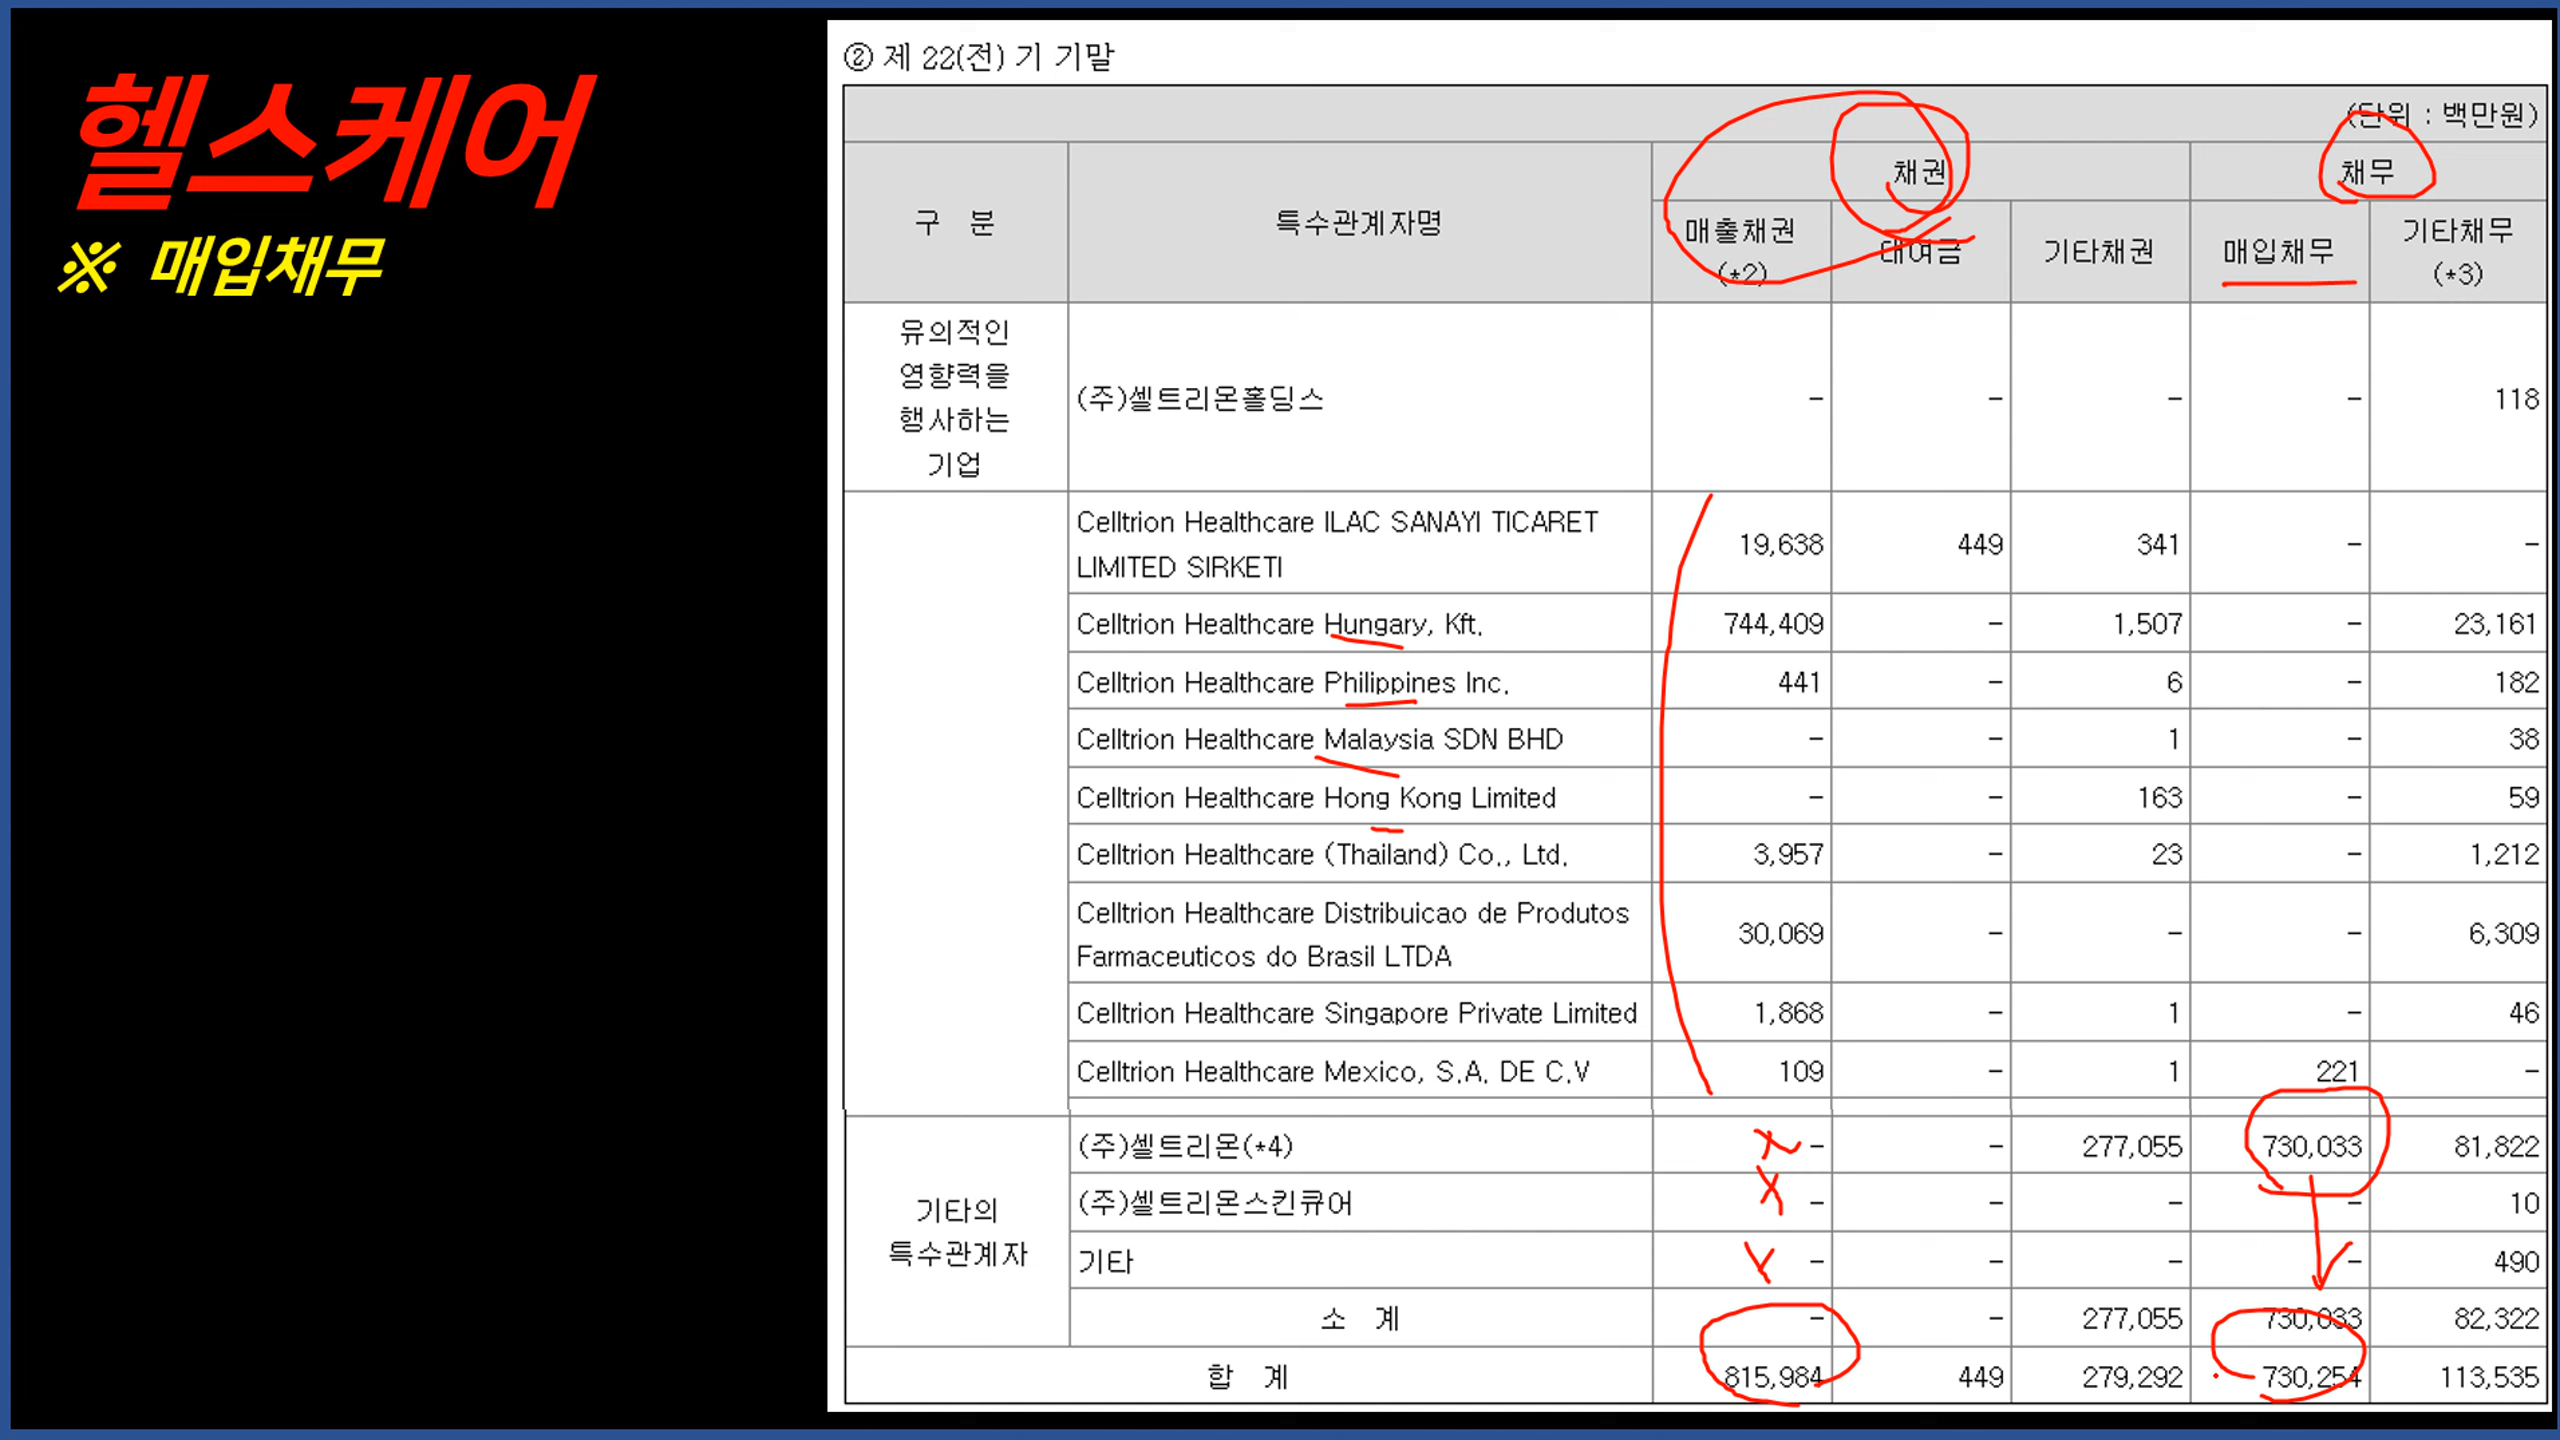 헬스케어
※ 매입채무
② 제 22(전) 기 기말
(단위 : 백만원)
구 분 특수관계자명 채권 채무
매출채권 (*2) 대여금 기타채권 매입채무 기타채무 (*3)
유의적인 영향력을 행사하는 기업 (주)셀트리온홀딩스 - - - - 118
Celltrion Healthcare ILAC SANAYI TICARET LIMITED SIRKETI 19,638 449 341 - -
Celltrion Healthcare Hungary, Kft. 744,409 - 1,507 - 23,161
Celltrion Healthcare Philippines Inc. 441 - 6 - 182
Celltrion Healthcare Malaysia SDN BHD - - 1 - 38
Celltrion Healthcare Hong Kong Limited - - 163 - 59
Celltrion Healthcare (Thailand) Co., Ltd. 3,957 - 23 - 1,212
Celltrion Healthcare Distribuicao de Produtos Farmaceuticos do Brasil LTDA 30,069 - - - 6,309
Celltrion Healthcare Singapore Private Limited 1,868 - 1 - 46
Celltrion Healthcare Mexico, S.A. DE C.V 109 - 1 221 -
기타의 특수관계자 (주)셀트리온(*4) - - 277,055 730,033 81,822
(주)셀트리온스킨큐어 - - - - 10
기타 - - - - 490
소 계 - - 277,055 730,033 82,322
합 계 815,984 449 279,292 730,254 113,535